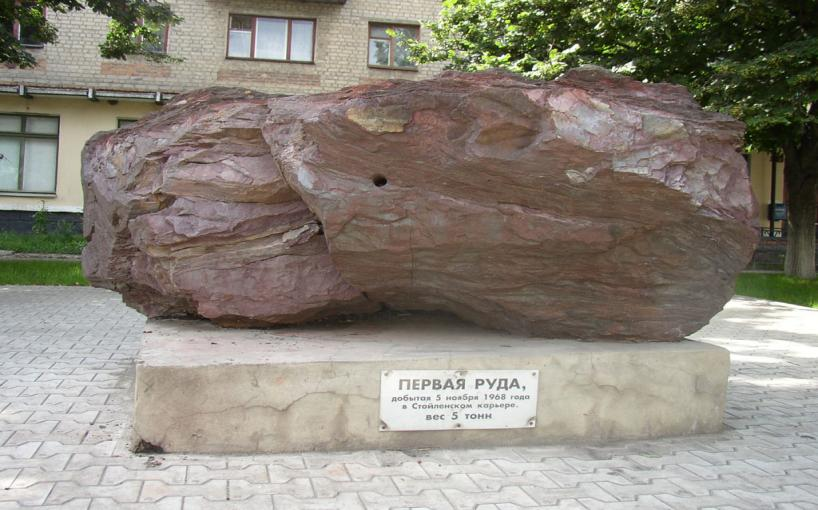 ПЕРВАЯ РУДА,
добытая 5 ноября 1968 года
в Стойленском карьере.
вес 5 тонн